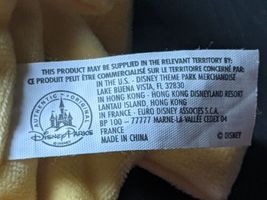 THIS PRODUCT MAY BE SUPPLIED IN THE RELEVANT TERRITORY BY:
CE PRODUIT PEUT ÊTRE COMMERCIALISÉ SUR LE TERRITOIRE CONCERNÉ PAR:
IN THE U.S. - DISNEY THEME PARK MERCHANDISE
LAKE BUENA VISTA, FL 32830
IN HONG KONG - HONG KONG DISNEYLAND RESORT
LANTAU ISLAND, HONG KONG
IN FRANCE - EURO DISNEY ASSOCIES S.C.A.
BP 100 - 77777 MARNE-LA-VALLÉE CEDEX 04
FRANCE
MADE IN CHINA
© DISNEY
AUTHENTIC ORIGINAL
DISNEY PARKS